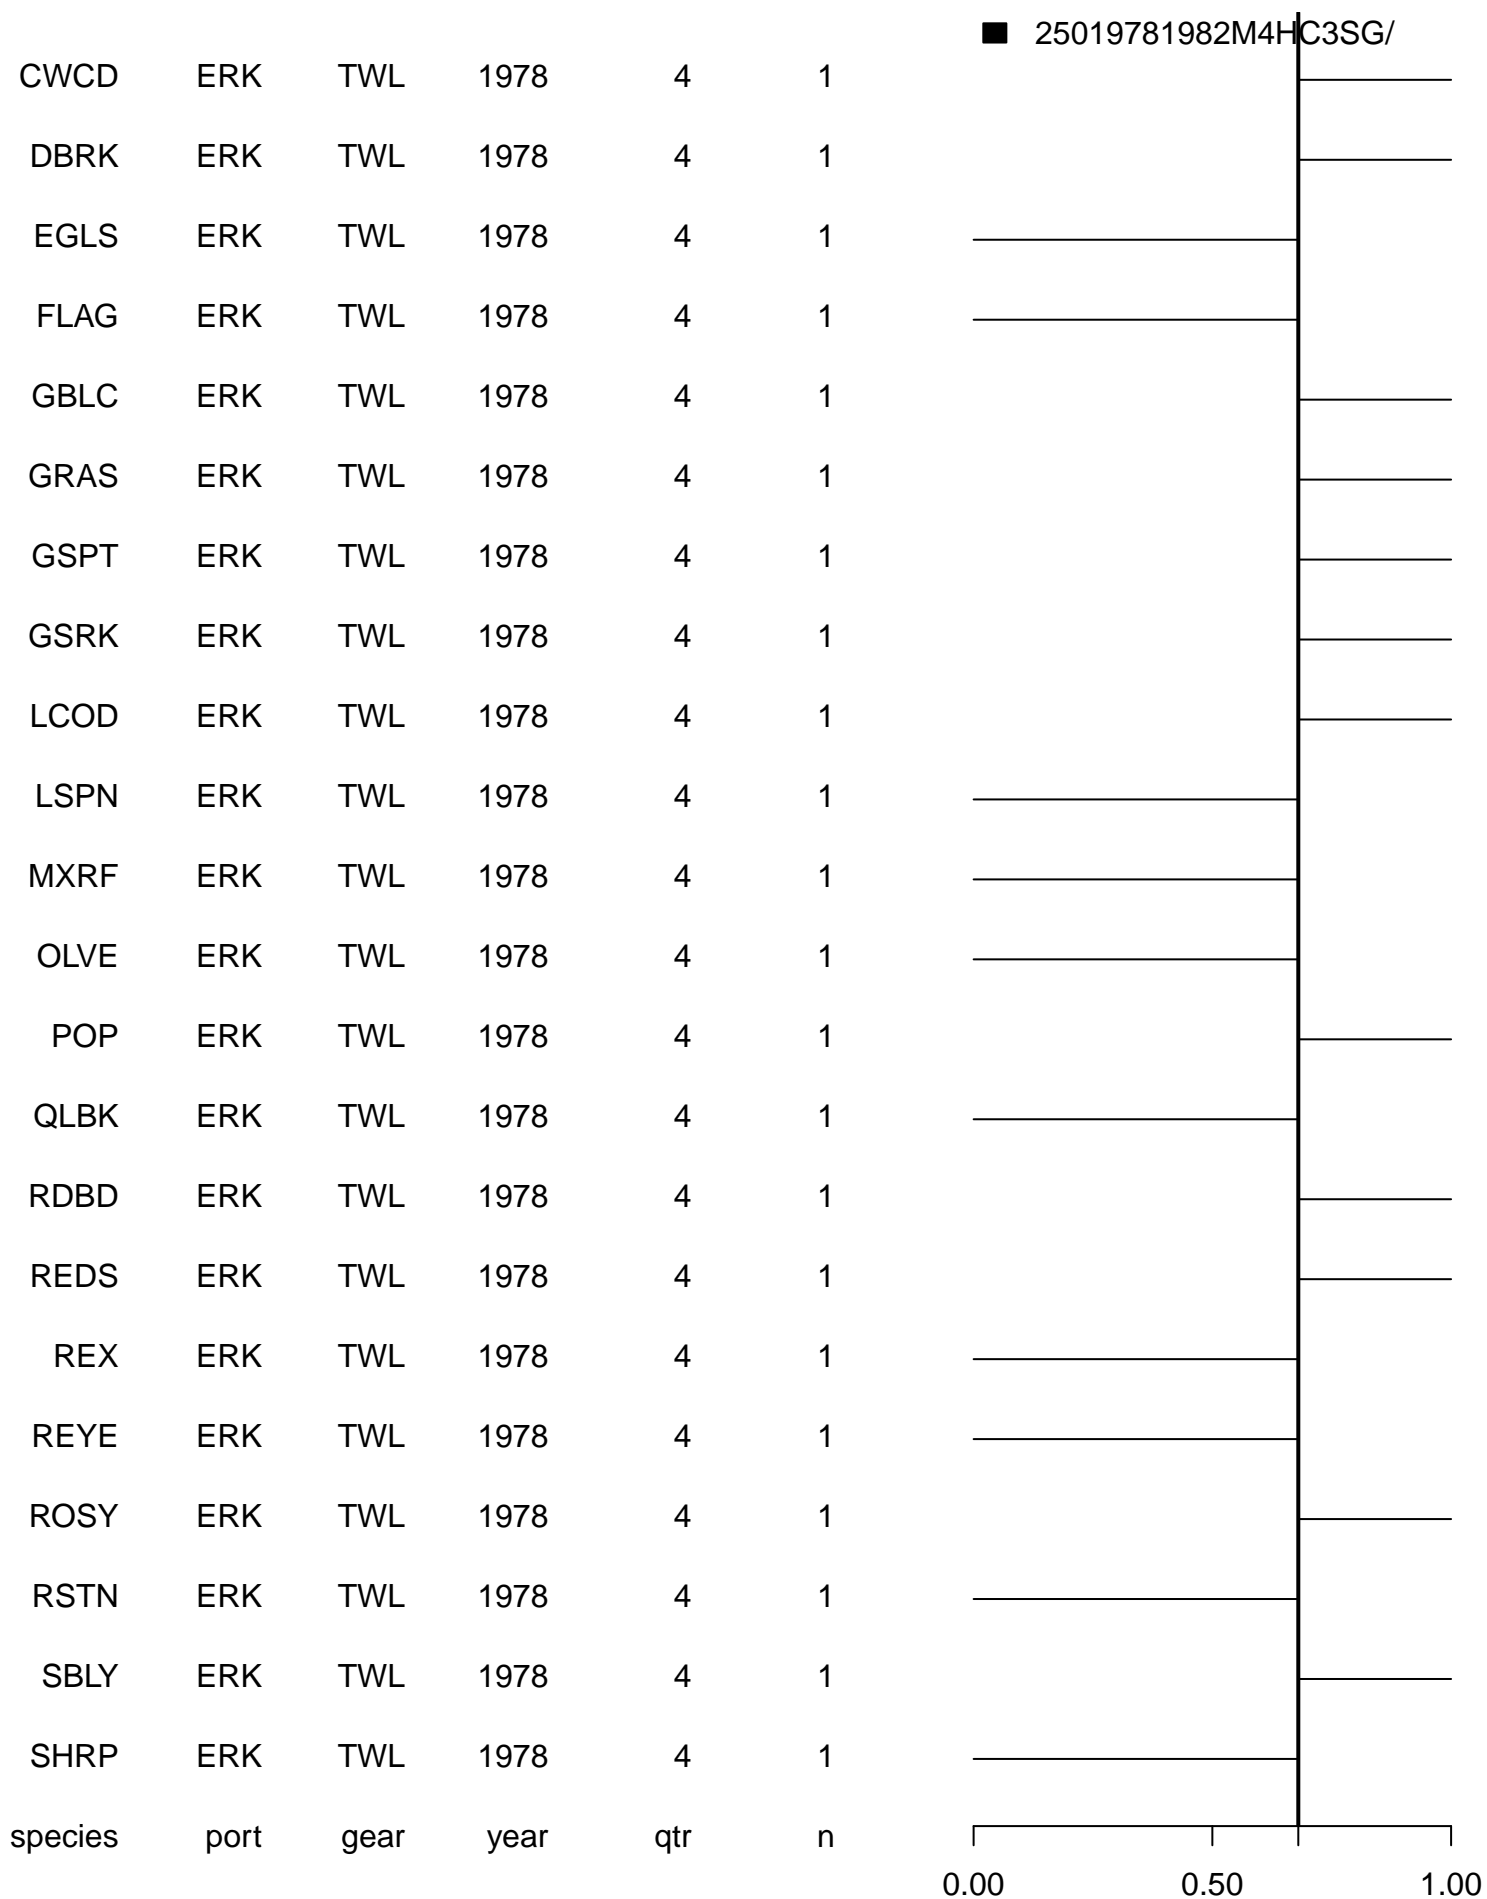 25019781982M4HC3SG/
CWCD ERK TWL 1978 4 1
DBRK ERK TWL 1978 4 1
EGLS ERK TWL 1978 4 1
FLAG ERK TWL 1978 4 1
GBLC ERK TWL 1978 4 1
GRAS ERK TWL 1978 4 1
GSPT ERK TWL 1978 4 1
GSRK ERK TWL 1978 4 1
LCOD ERK TWL 1978 4 1
LSPN ERK TWL 1978 4 1
MXRF ERK TWL 1978 4 1
OLVE ERK TWL 1978 4 1
POP ERK TWL 1978 4 1
QLBK ERK TWL 1978 4 1
RDBD ERK TWL 1978 4 1
REDS ERK TWL 1978 4 1
REX ERK TWL 1978 4 1
REYE ERK TWL 1978 4 1
ROSY ERK TWL 1978 4 1
RSTN ERK TWL 1978 4 1
SBLY ERK TWL 1978 4 1
SHRP ERK TWL 1978 4 1
species port gear year qtr n
0.00 0.50 1.00